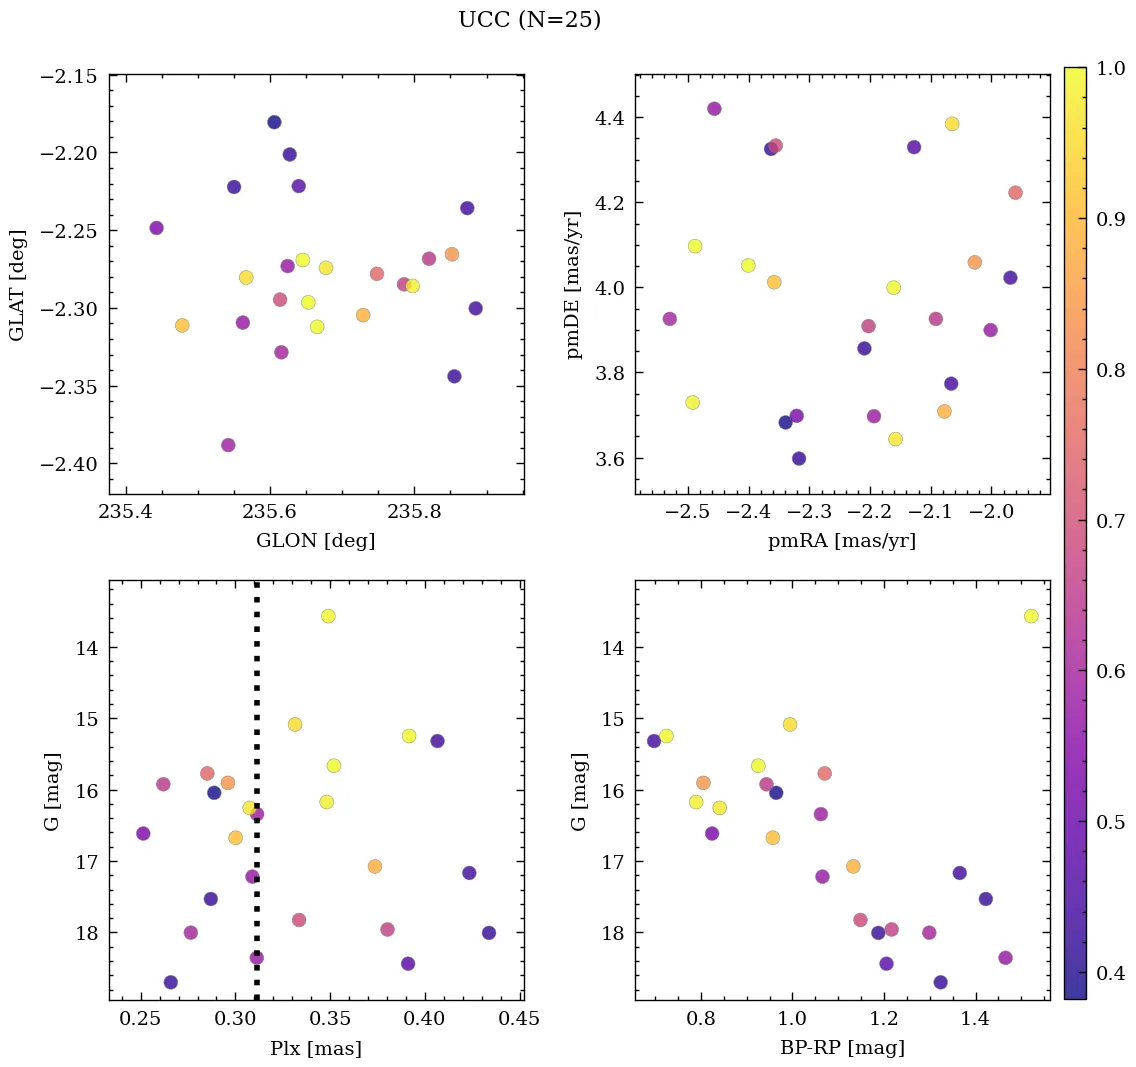 UCC (N=25)
−2.15
−2.20
−2.25
−2.30
−2.35
−2.40
GLAT [deg]
235.4 235.6 235.8
GLON [deg]
4.4
4.2
4.0
3.8
3.6
pmDE [mas/yr]
−2.5 −2.4 −2.3 −2.2 −2.1 −2.0
pmRA [mas/yr]
14
15
16
17
18
G [mag]
0.25 0.30 0.35 0.40 0.45
Plx [mas]
14
15
16
17
18
G [mag]
0.8 1.0 1.2 1.4
BP-RP [mag]
1.0
0.9
0.8
0.7
0.6
0.5
0.4